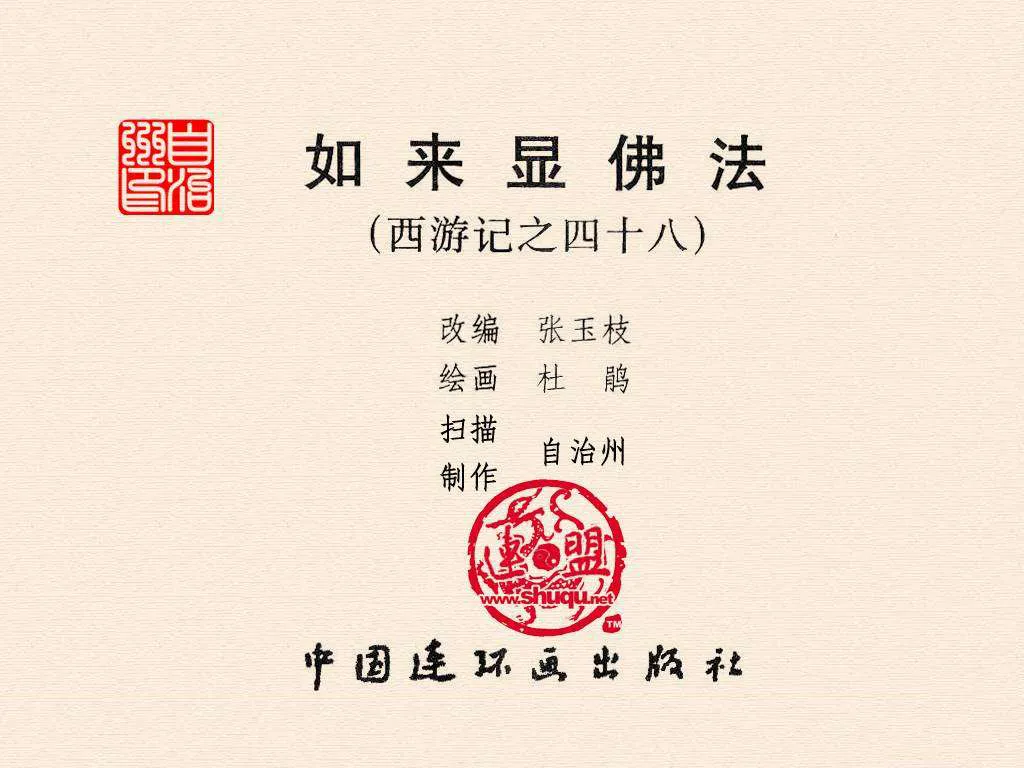 自治州印
如来显佛法
(西游记之四十八)
改编 张玉枝
绘画 杜 鹃
扫描
制作 自治州
連盟
www.shuqu.net
TM
中国连环画出版社